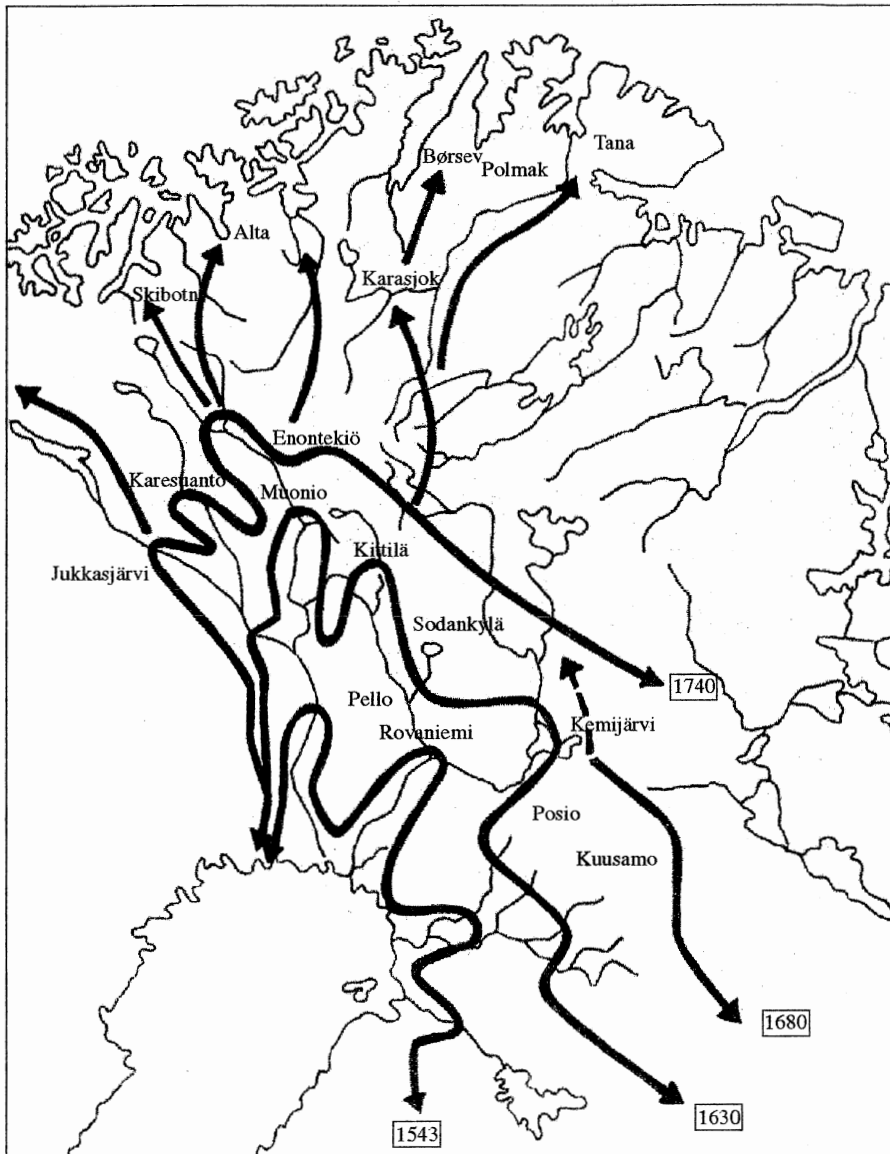 Tana
Børsev
Polmak
Alta
Karasjok
Skibotn
Enontekiö
Karesuanto
Muonio
Kittilä
Jukkasjärvi
Sodankylä
1740
Pello
Kemijärvi
Rovaniemi
Posio
Kuusamo
1680
1630
1543